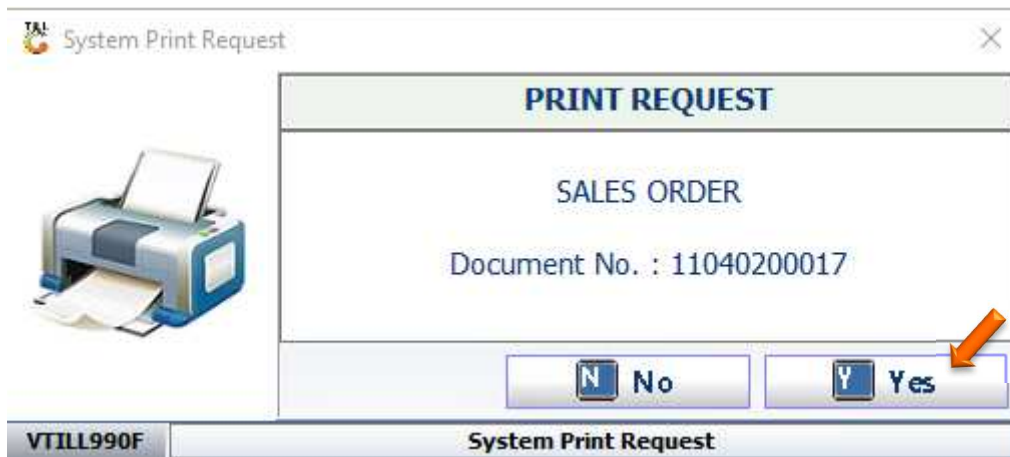 T&L
System Print Request
PRINT REQUEST
SALES ORDER
Document No. : 11040200017
N No
Y Yes
VTILL990F
System Print Request